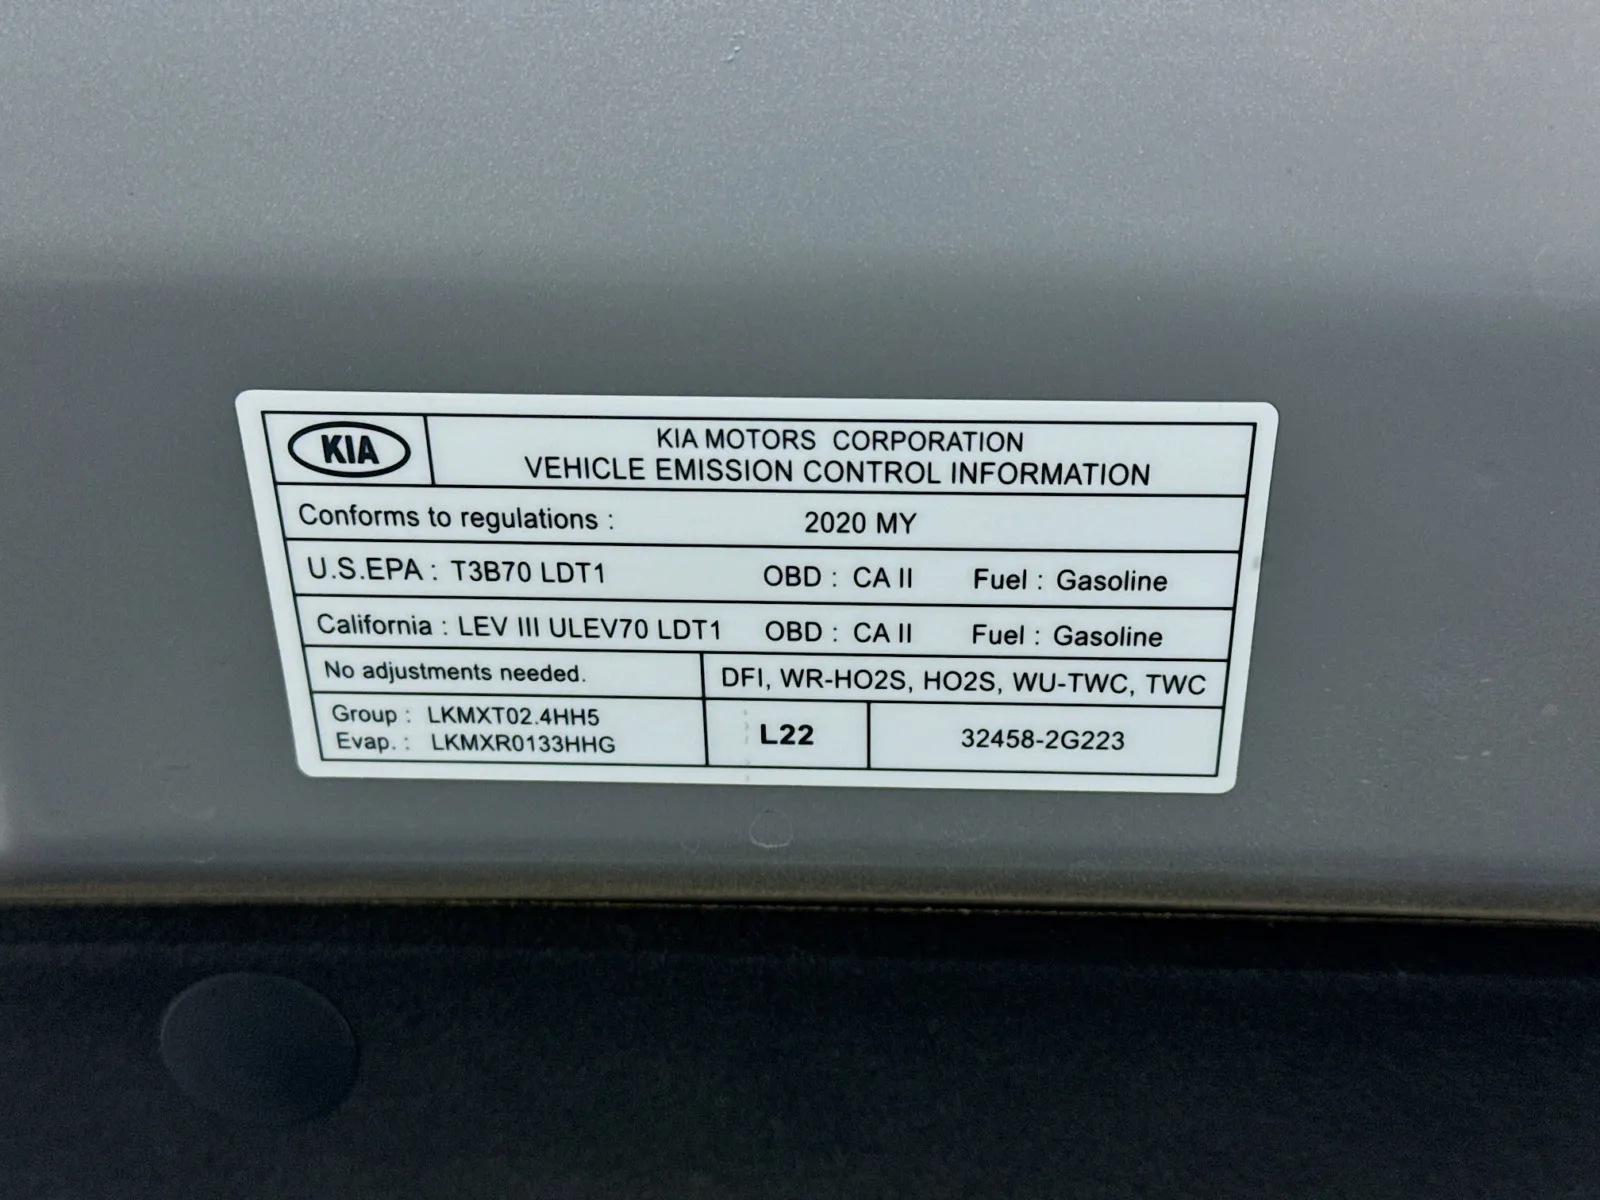 KIA
KIA MOTORS CORPORATION
VEHICLE EMISSION CONTROL INFORMATION
Conforms to regulations : 2020 MY
U.S.EPA : T3B70 LDT1 OBD : CA II Fuel : Gasoline
California : LEV III ULEV70 LDT1 OBD : CA II Fuel : Gasoline
No adjustments needed.
DFI, WR-HO2S, HO2S, WU-TWC, TWC
Group : LKMXT02.4HH5
Evap. : LKMXR0133HHG
L22
32458-2G223